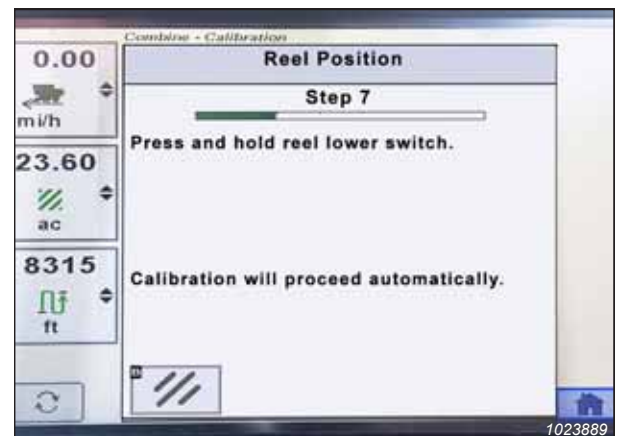 Combine - Calibration
0.00
mi/h
23.60
ac
8315
ft
Reel Position
Step 7
Press and hold reel lower switch.
Calibration will proceed automatically.
1023889